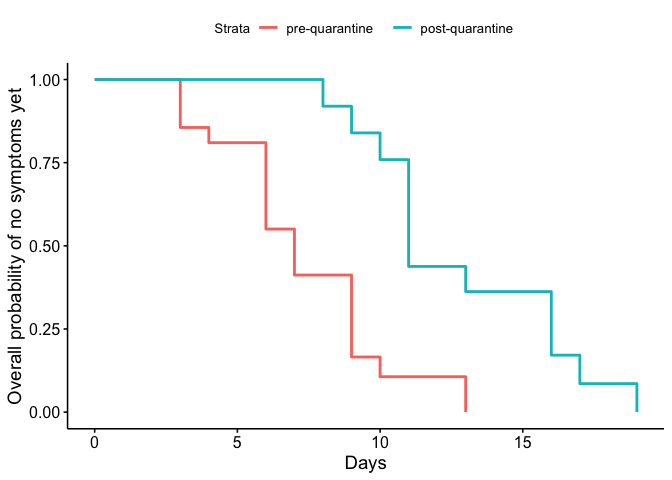 Strata pre-quarantine post-quarantine
Overall probability of no symptoms yet
1.00
0.75
0.50
0.25
0.00
0 5 10 15
Days